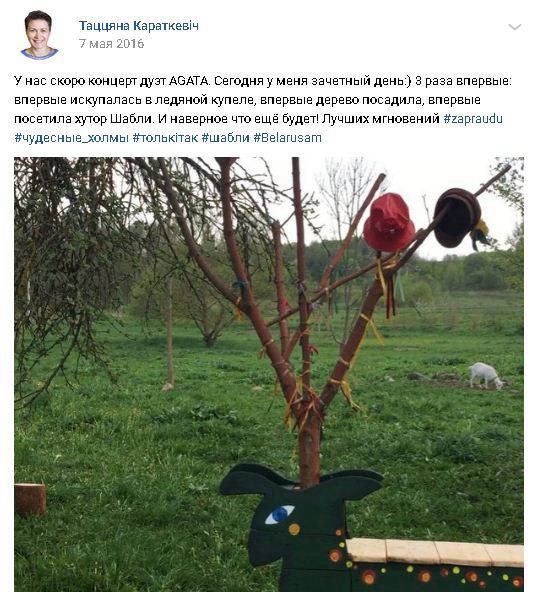 Таццяна Караткевіч
7 мая 2016
У нас скоро концерт дуэт AGATA. Сегодня у меня зачетный день:) 3 раза впервые:
впервые искупалась в ледяной купеле, впервые дерево посадила, впервые
посетила хутор Шабли. И наверное что ещё будет! Лучших мгновений #zapraudu
#чудесные_холмы #толькітак #шабли #Belarusam